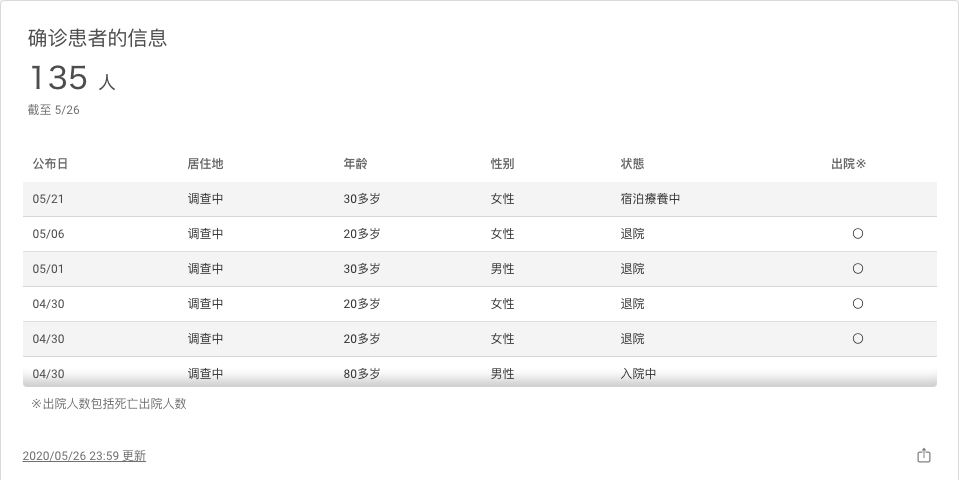 确诊患者的信息
135 人
截至 5/26
公布日 居住地 年龄 性别 状態 出院※
05/21 调查中 30多岁 女性 宿泊療養中
05/06 调查中 20多岁 女性 退院 ○
05/01 调查中 30多岁 男性 退院 ○
04/30 调查中 20多岁 女性 退院 ○
04/30 调查中 20多岁 女性 退院 ○
04/30 调查中 80多岁 男性 入院中
※出院人数包括死亡出院人数
2020/05/26 23:59 更新